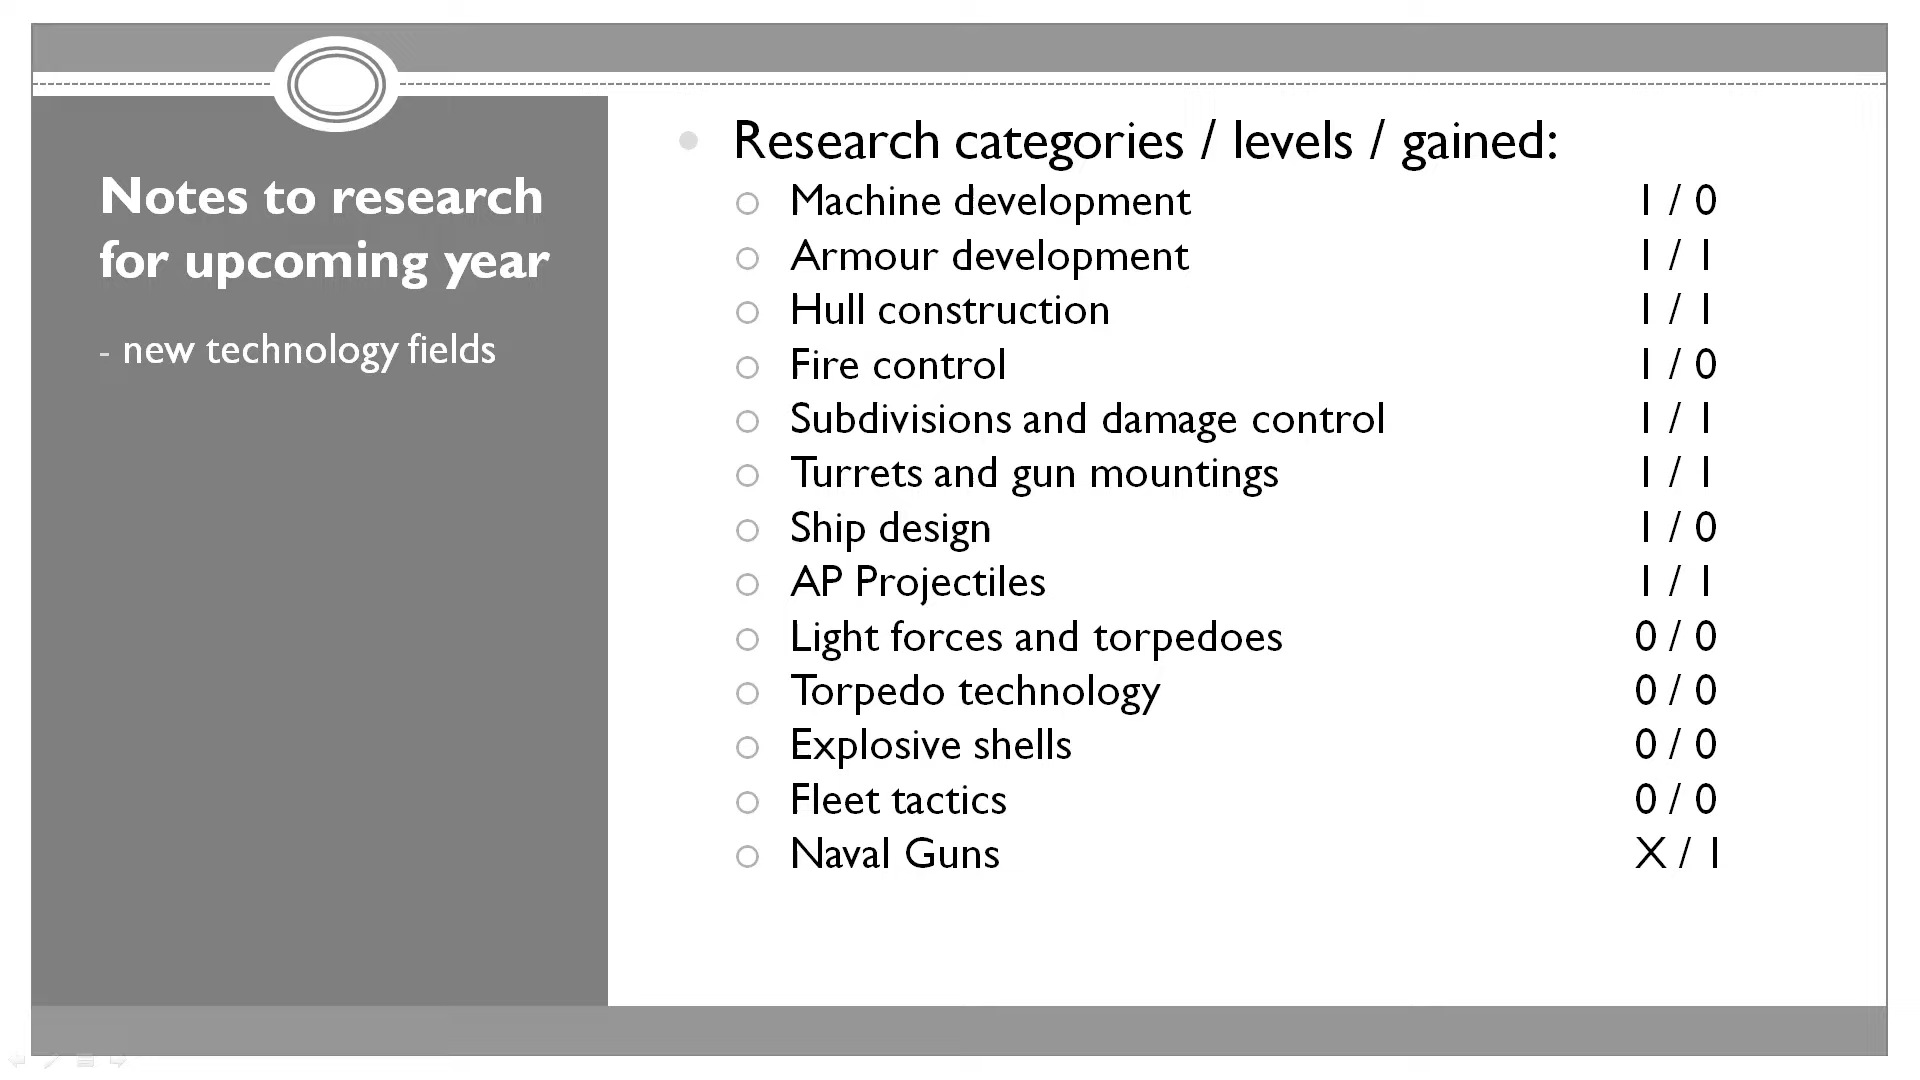 Notes to research
for upcoming year
- new technology fields
Research categories / levels / gained:
Machine development 1 / 0
Armour development 1 / 1
Hull construction 1 / 1
Fire control 1 / 0
Subdivisions and damage control 1 / 1
Turrets and gun mountings 1 / 1
Ship design 1 / 0
AP Projectiles 1 / 1
Light forces and torpedoes 0 / 0
Torpedo technology 0 / 0
Explosive shells 0 / 0
Fleet tactics 0 / 0
Naval Guns X / 1